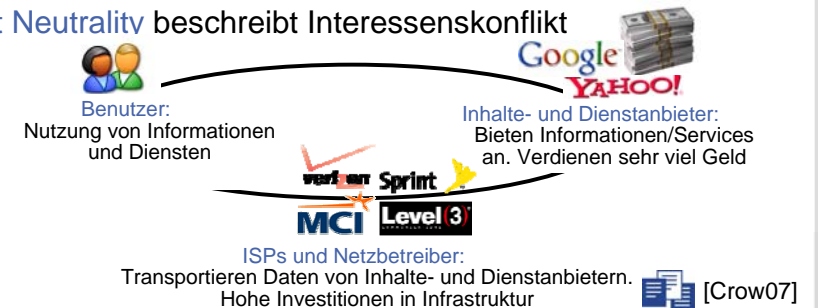 t Neutrality beschreibt Interessenskonflikt
Google
YAHOO!
Benutzer:
Nutzung von Informationen
und Diensten
Inhalte- und Dienstanbieter:
Bieten Informationen/Services
an. Verdienen sehr viel Geld
verizon Sprint
MCI Level(3)
ISPs und Netzbetreiber:
Transportieren Daten von Inhalte- und Dienstanbietern.
Hohe Investitionen in Infrastruktur
[Crow07]